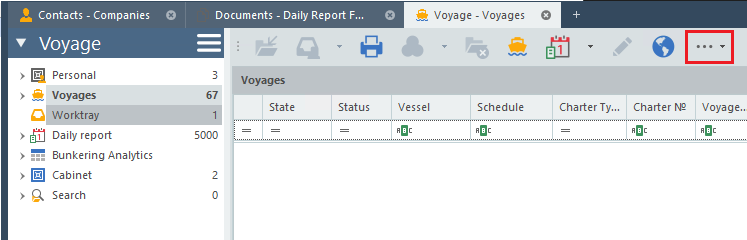 Contacts - Companies
Documents - Daily Report F...
Voyage - Voyages
Voyage
Personal 3
Voyages 67
Worktray 1
Daily report 5000
Bunkering Analytics
Cabinet 2
Search 0
1
Voyages
State Status Vessel Schedule Charter Ty... Charter № Voyage...
= = = ABC ABC = ABC ABC